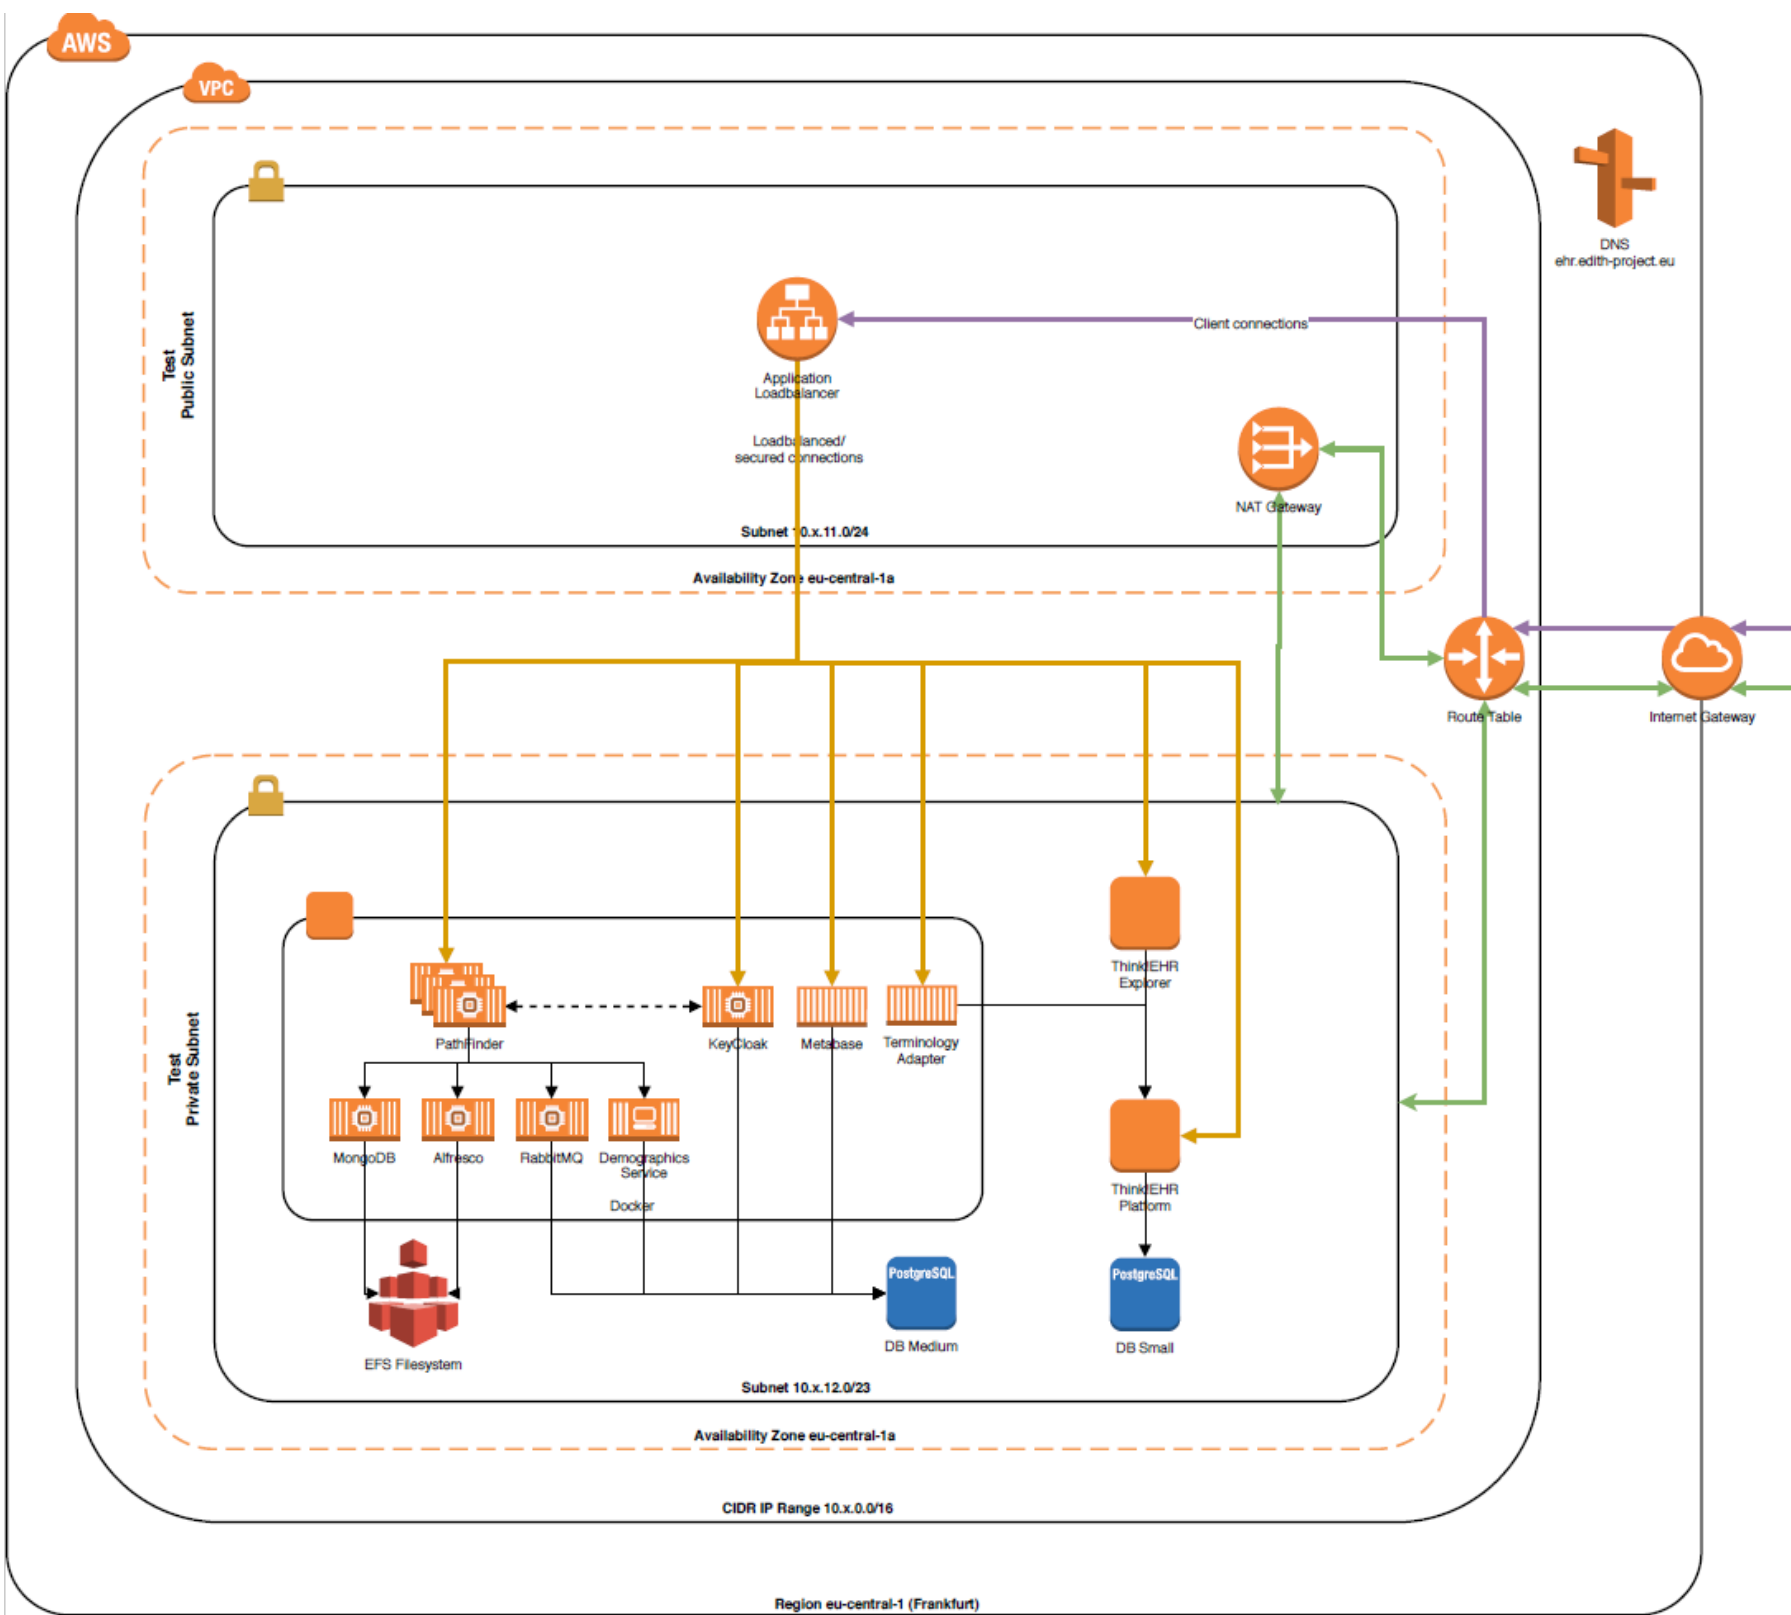 AWS
VPC
DNS
ehr.edith-project.eu
Test
Public Subnet
Client connections
Application
Loadbalancer
Loadbalanced/
secured connections
NAT Gateway
Subnet 10.x.11.0/24
Availability Zone eu-central-1a
Route Table
Internet Gateway
Test
Private Subnet
Think!EHR
Explorer
PathFinder
KeyCloak
Metabase
Terminology
Adapter
MongoDB
Alfresco
RabbitMQ
Demographics
Service
Docker
Think!EHR
Platform
PostgreSQL
DB Medium
PostgreSQL
DB Small
EFS Filesystem
Subnet 10.x.12.0/23
Availability Zone eu-central-1a
CIDR IP Range 10.x.0.0/16
Region eu-central-1 (Frankfurt)